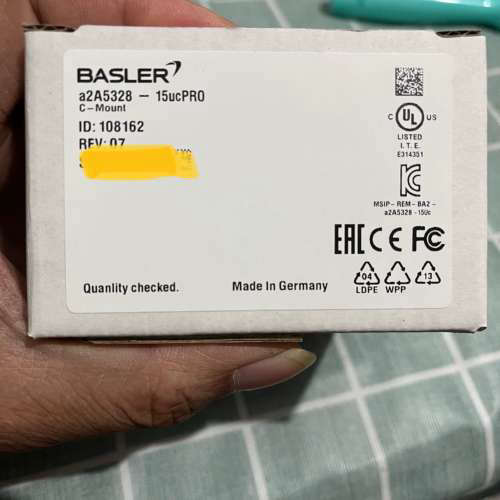 BASLER
a2A5328 - 15ucPRO
C-Mount
ID: 108162
REV: 07
Quanlity checked.
Made In Germany
C UL US
LISTED
I. T. E.
E314351
MSIP- REM- BA2-
a2A5328 - 15Uc
EAC CE FC
04 13
LDPE WPP